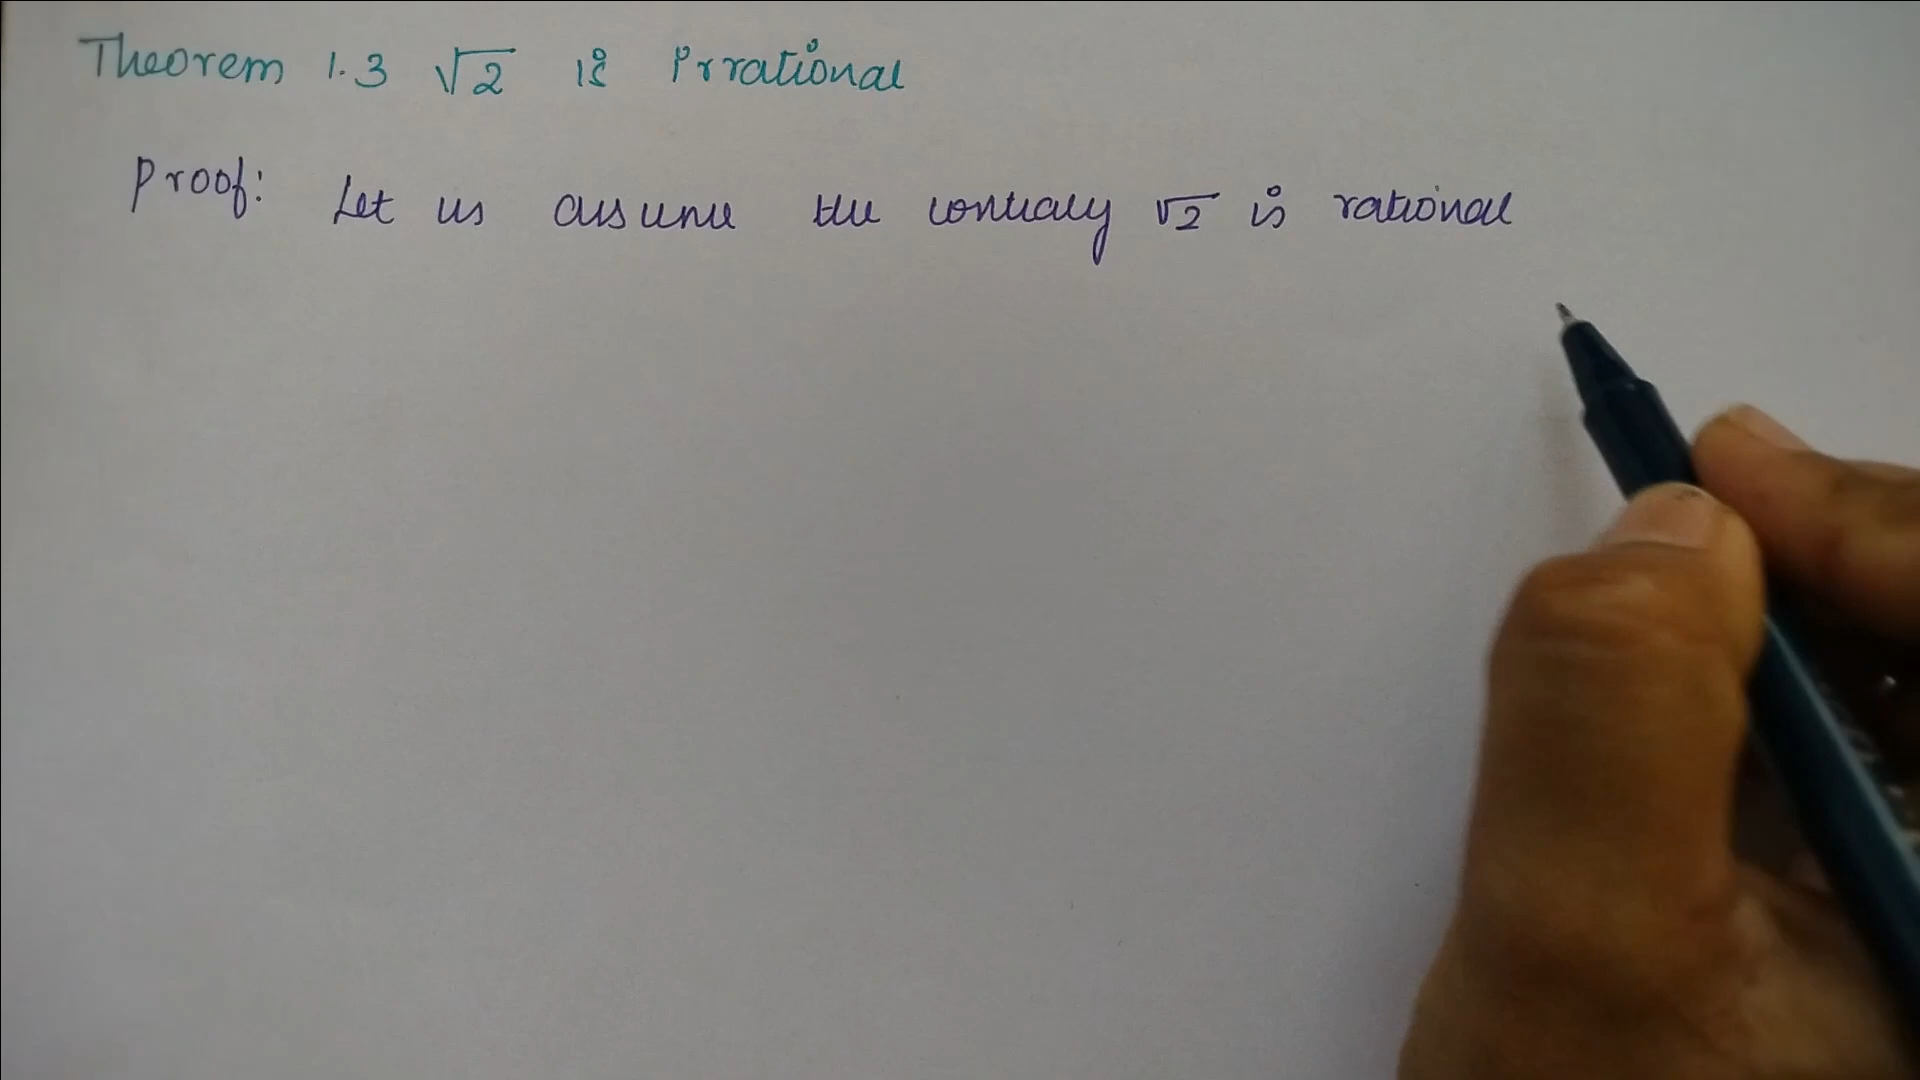 Theorem 1.3 √2 is Irrational
Proof: Let us assume the contrary √2 is rational